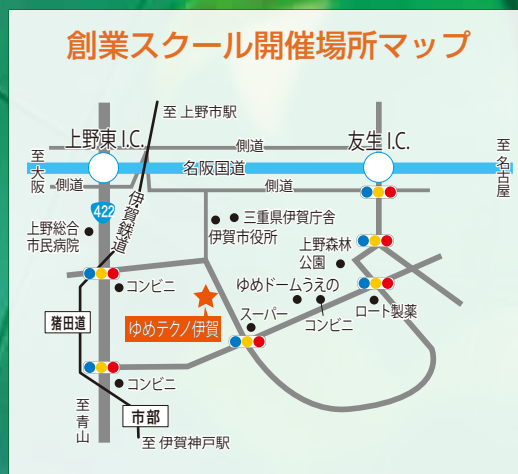 創業スクール開催場所マップ
至 上野市駅
上野東 I.C.
側道
友生 I.C.
至大阪
名阪国道
至名古屋
側道
側道
422
伊賀鉄道
三重県伊賀庁舎
伊賀市役所
上野総合
市民病院
上野森林
公園
コンビニ
ゆめドームうえの
猪田道
ゆめテクノ伊賀
スーパー
コンビニ
ロート製薬
コンビニ
至青山
市部
至 伊賀神戸駅